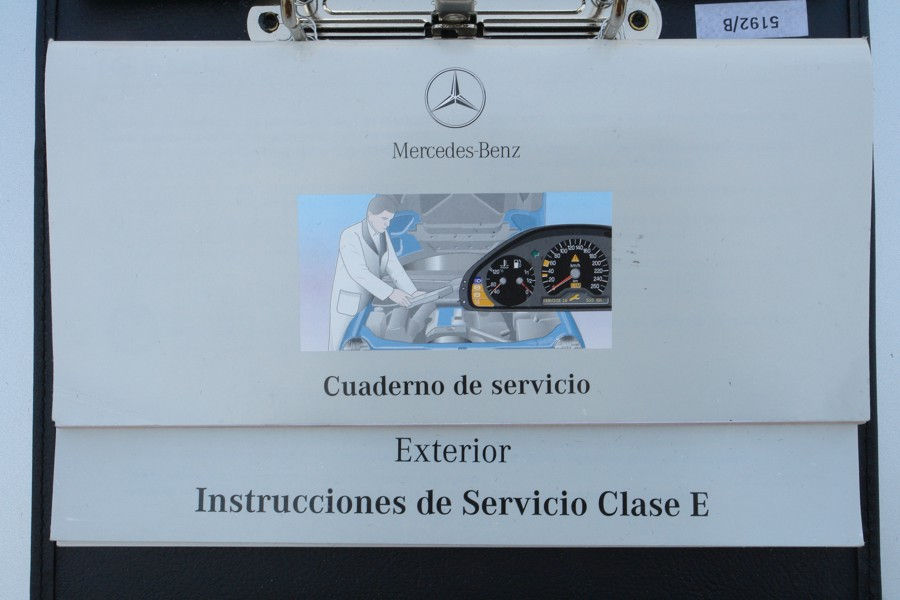 5192/B
Mercedes-Benz
Cuaderno de servicio
Exterior
Instrucciones de Servicio Clase E